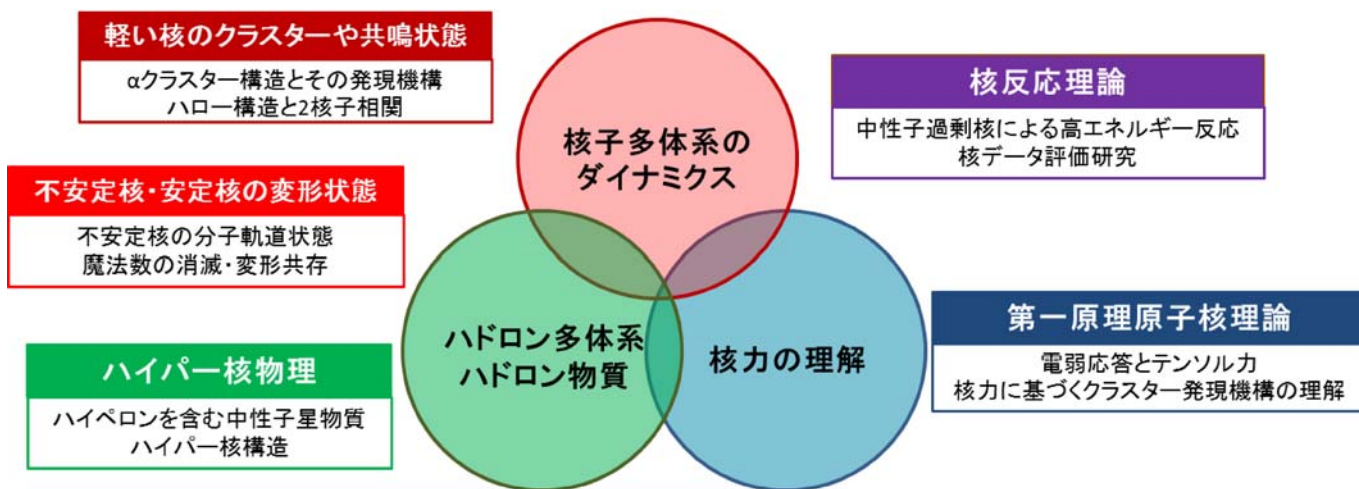 軽い核のクラスターや共鳴状態
αクラスター構造とその発現機構
ハロー構造と2核子相関
不安定核・安定核の変形状態
不安定核の分子軌道状態
魔法数の消滅・変形共存
ハイパー核物理
ハイペロンを含む中性子星物質
ハイパー核構造
核子多体系の
ダイナミクス
ハドロン多体系
ハドロン物質
核力の理解
核反応理論
中性子過剰核による高エネルギー反応
核データ評価研究
第一原理原子核理論
電弱応答とテンソル力
核力に基づくクラスター発現機構の理解